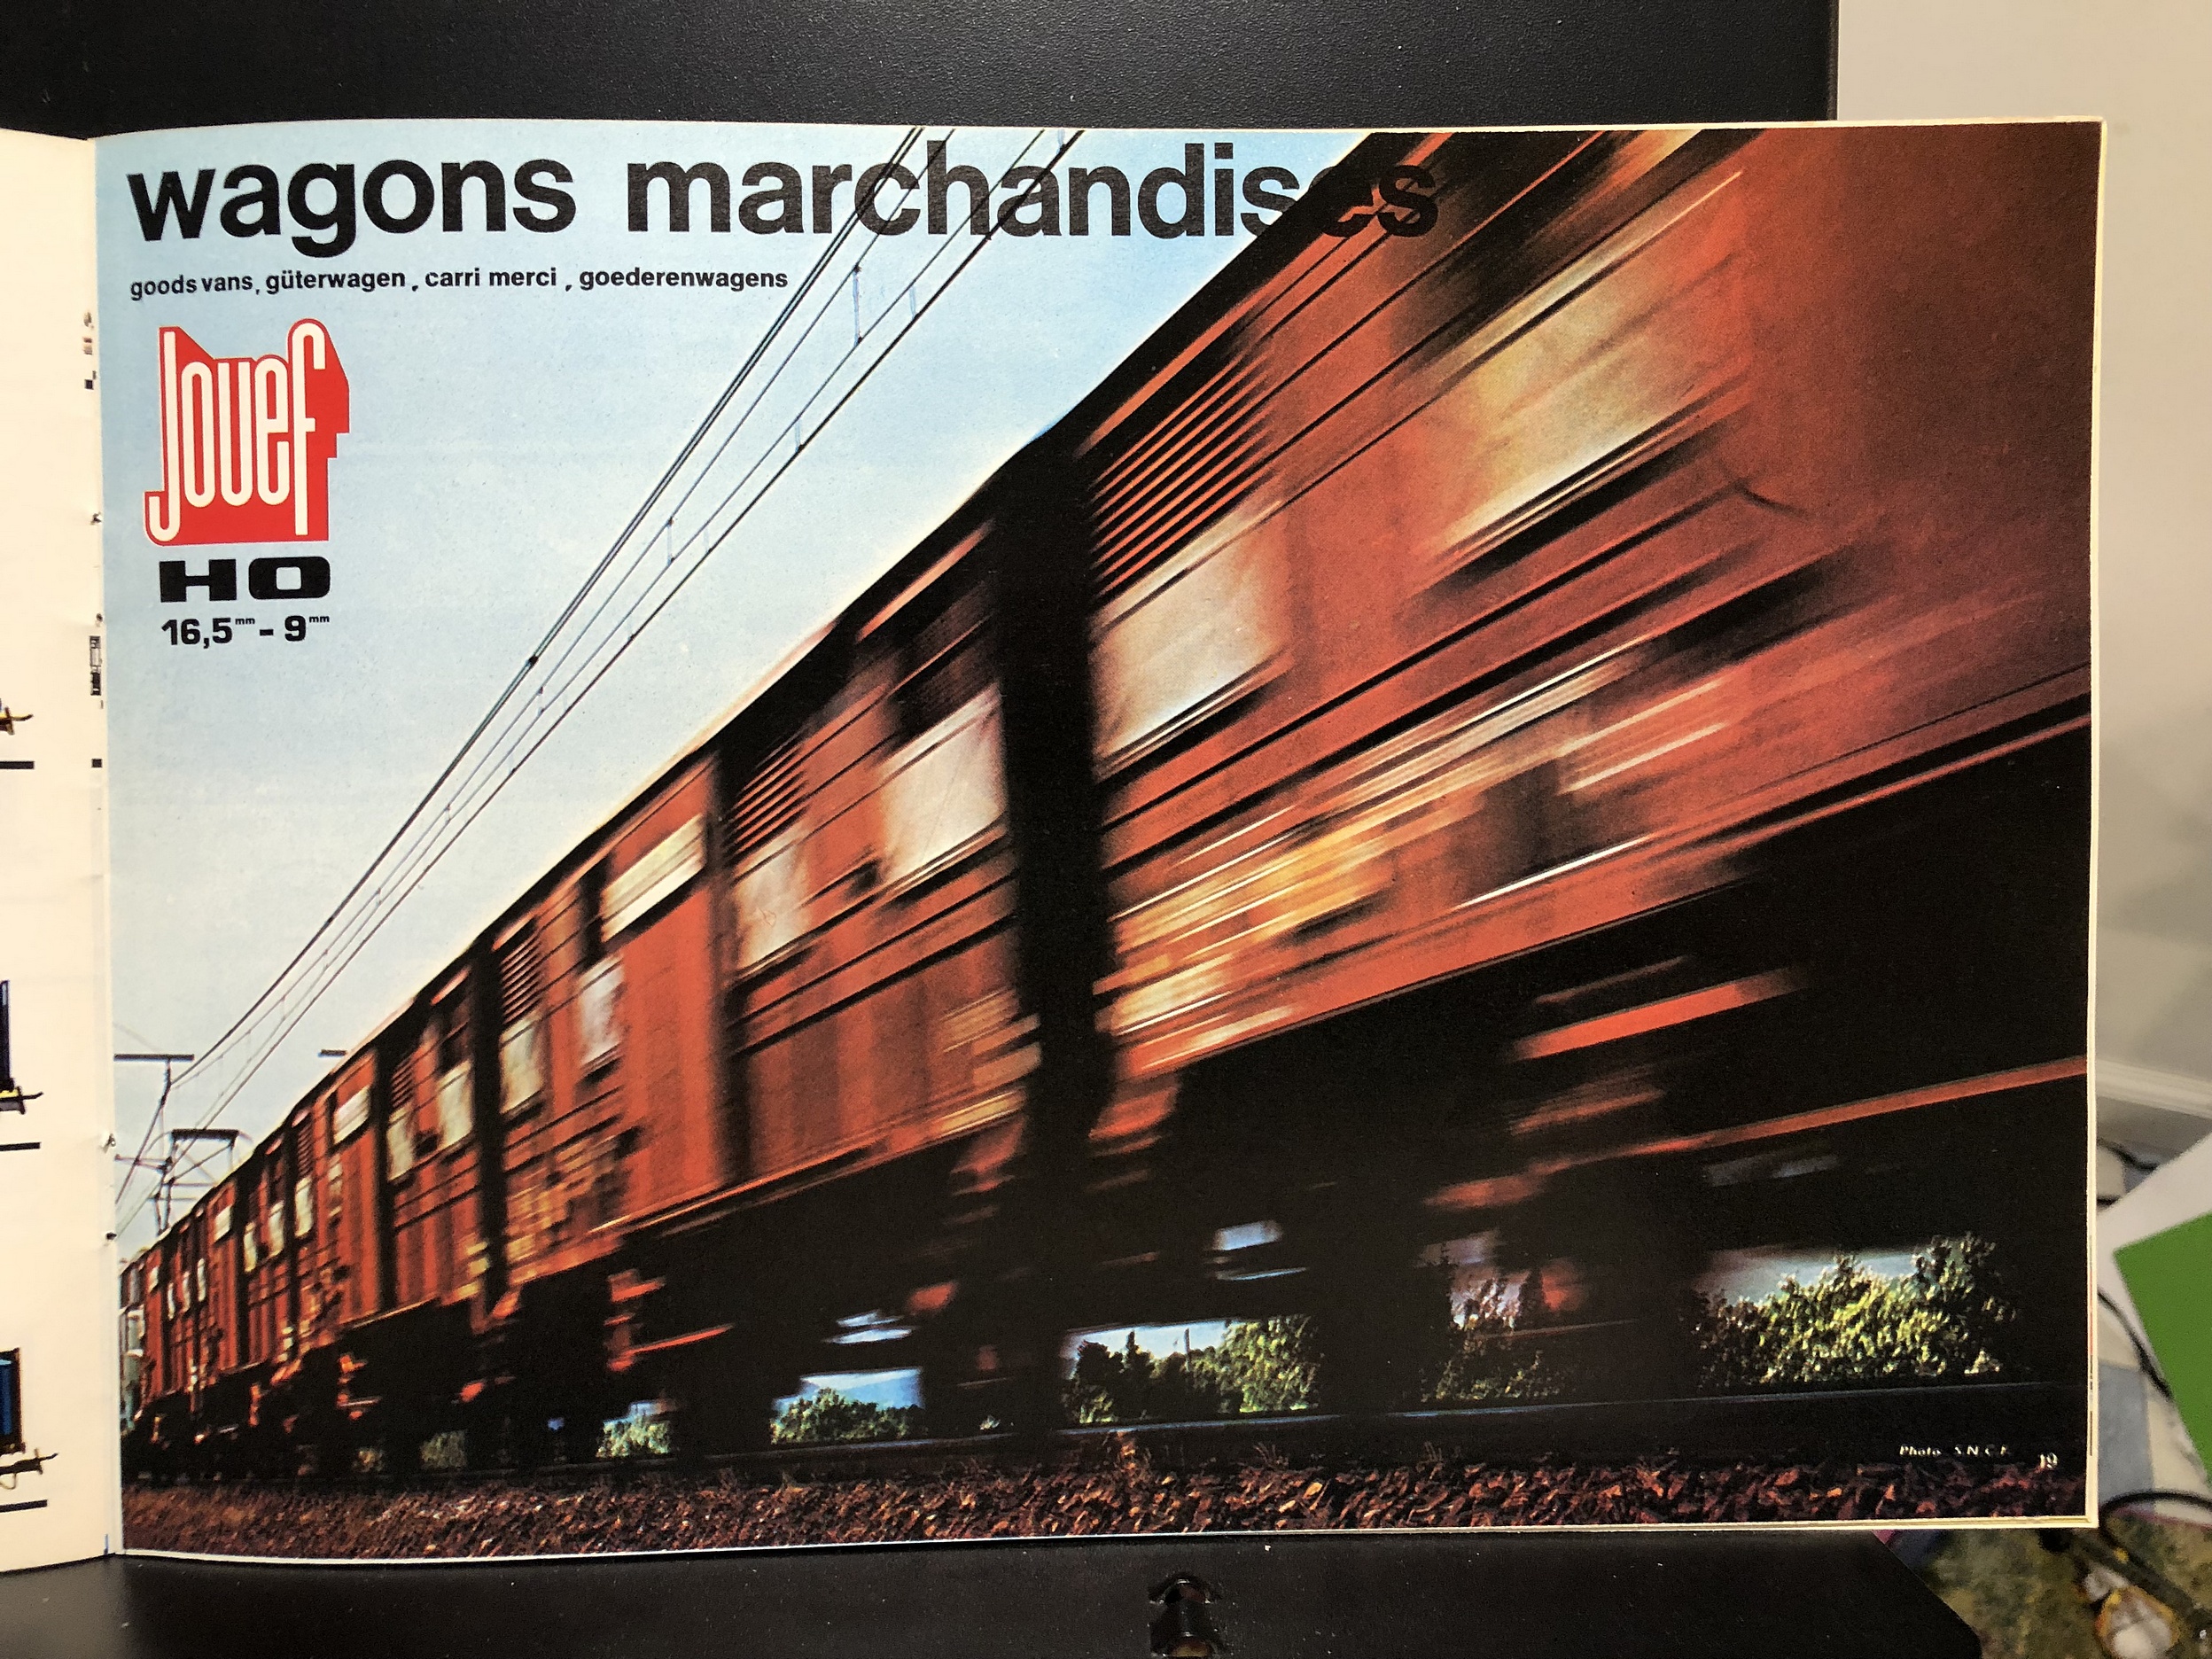 wagons marchandises
goods vans, güterwagen, carri merci, goederenwagens
Jouef
HO
16,5mm - 9mm
Photo S.N.C.F.
19